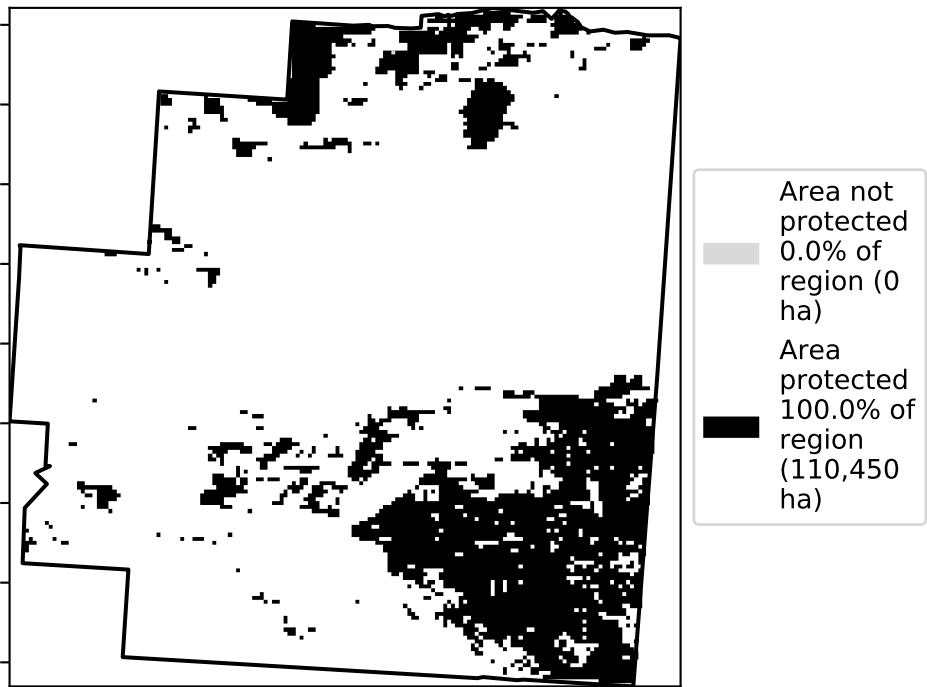 Area not
protected
0.0% of
region (0
ha)
Area
protected
100.0% of
region
(110,450
ha)